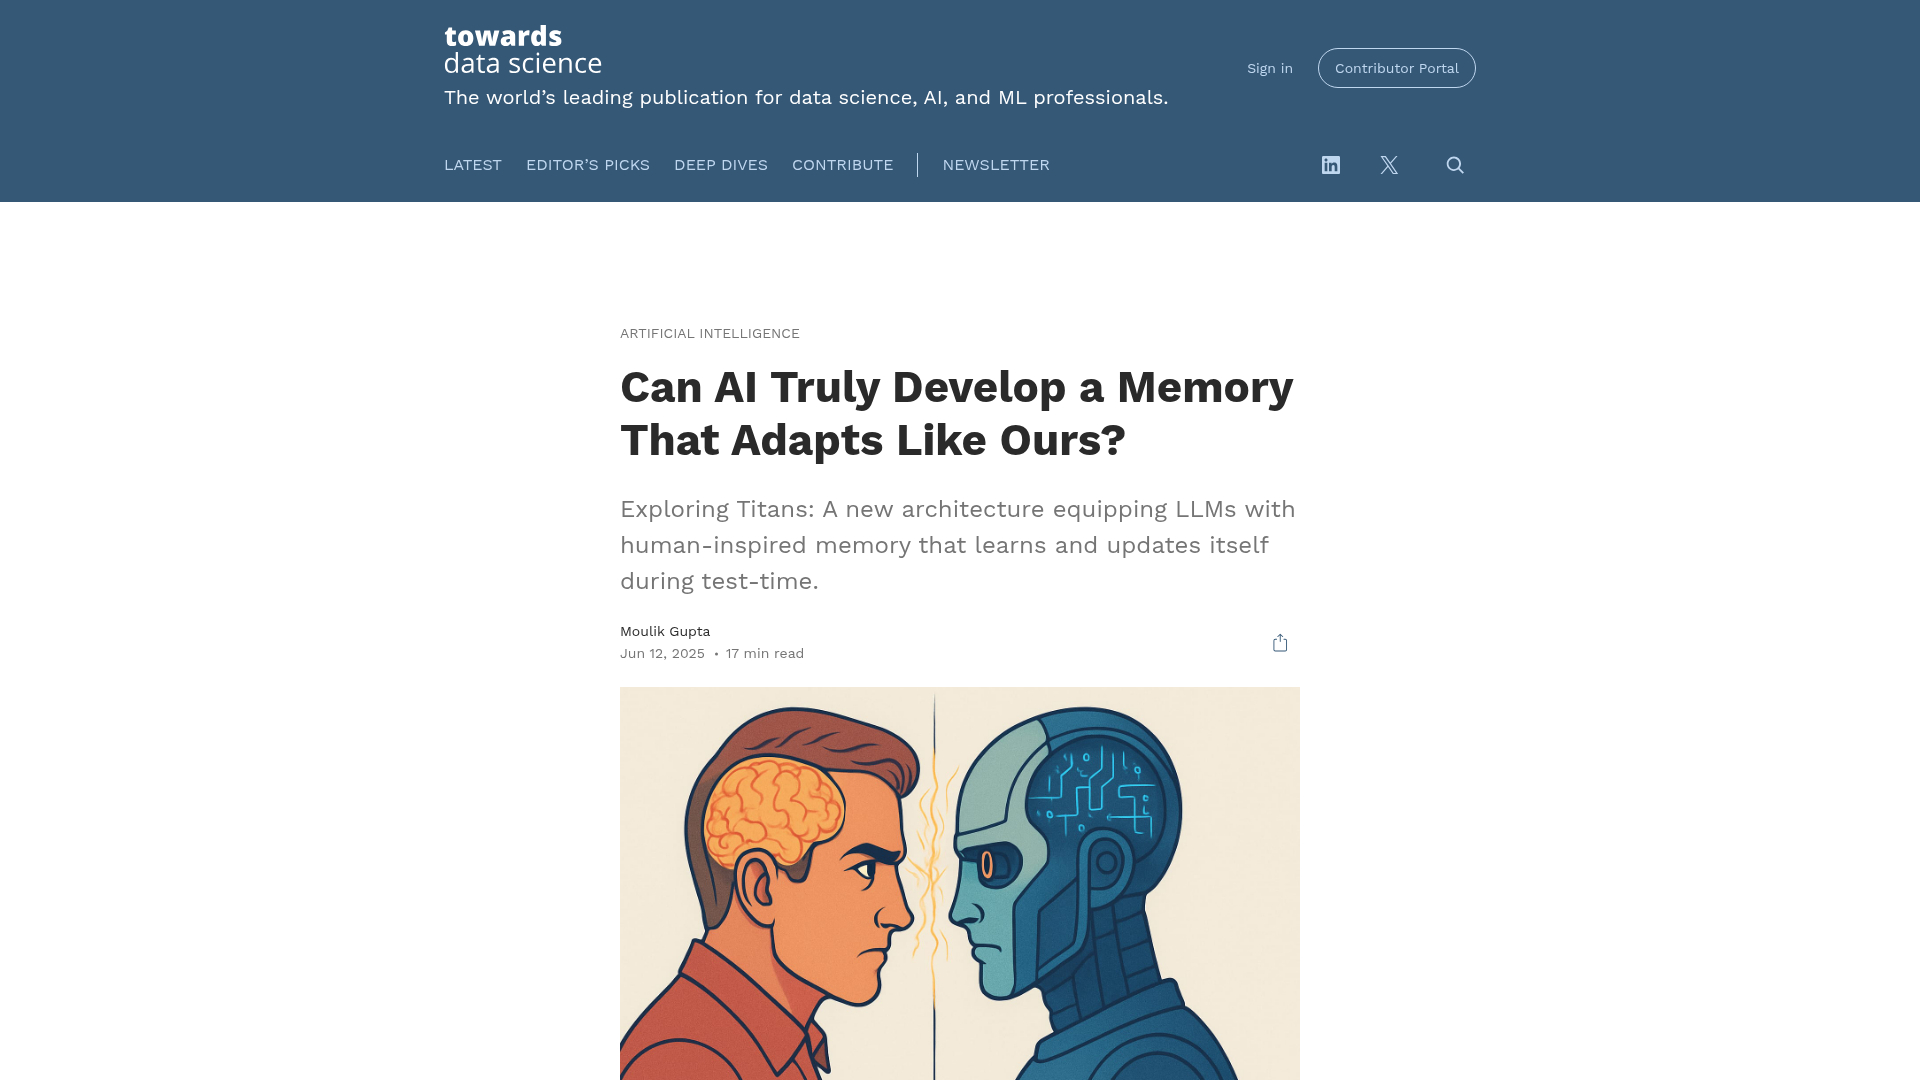 towards
data science
The world’s leading publication for data science, AI, and ML professionals.
Sign in
Contributor Portal
LATEST
EDITOR’S PICKS
DEEP DIVES
CONTRIBUTE
NEWSLETTER
ARTIFICIAL INTELLIGENCE
Can AI Truly Develop a Memory
That Adapts Like Ours?
Exploring Titans: A new architecture equipping LLMs with
human-inspired memory that learns and updates itself
during test-time.
Moulik Gupta
Jun 12, 2025 • 17 min read